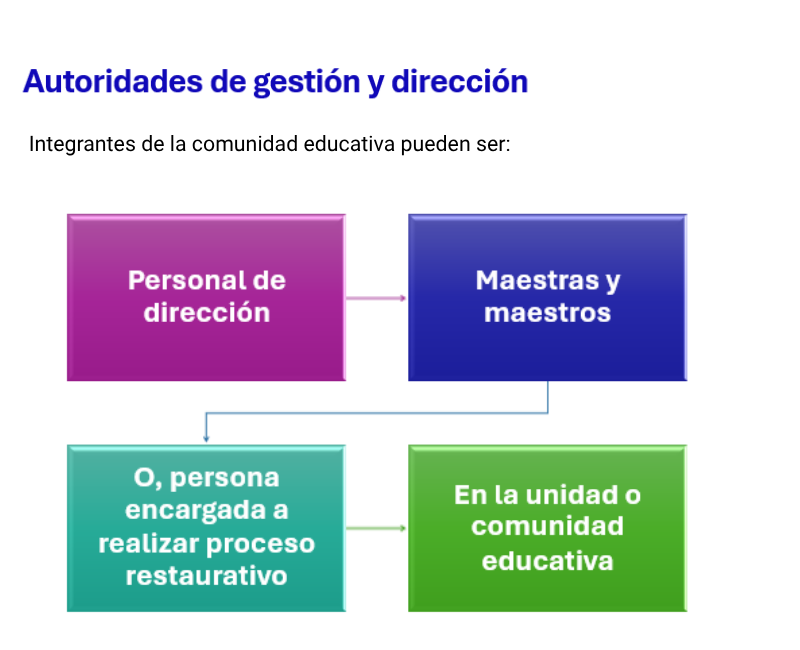 Autoridades de gestión y dirección
Integrantes de la comunidad educativa pueden ser:
Personal de
dirección
Maestras y
maestros
O, persona
encargada a
realizar proceso
restaurativo
En la unidad o
comunidad
educativa